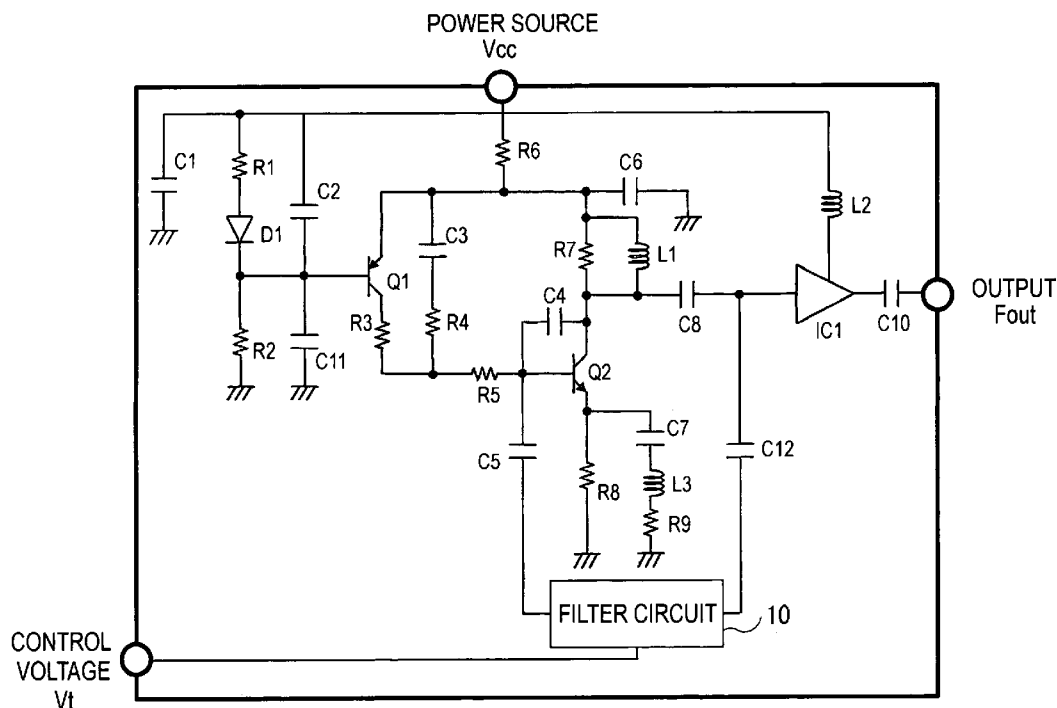 POWER SOURCE
Vcc
C1
R1
C2
D1
R2
C11
Q1
R3
C3
R4
R5
R6
C6
R7
L1
C4
Q2
C8
L2
IC1
C10
OUTPUT
Fout
C5
R8
C7
L3
R9
C12
FILTER CIRCUIT
10
CONTROL
VOLTAGE
Vt